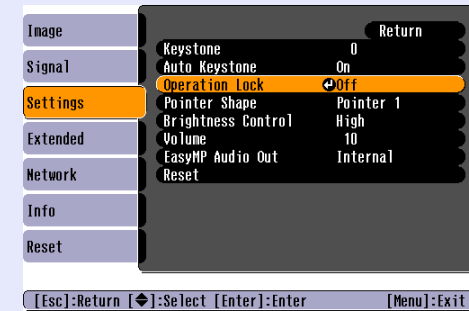 Image
Signal
Settings
Extended
Network
Info
Reset
Return
Keystone 0
Auto Keystone On
Operation Lock Off
Pointer Shape Pointer 1
Brightness Control High
Volume 10
EasyMP Audio Out Internal
Reset
[Esc]:Return [◆]:Select [Enter]:Enter [Menu]:Exit